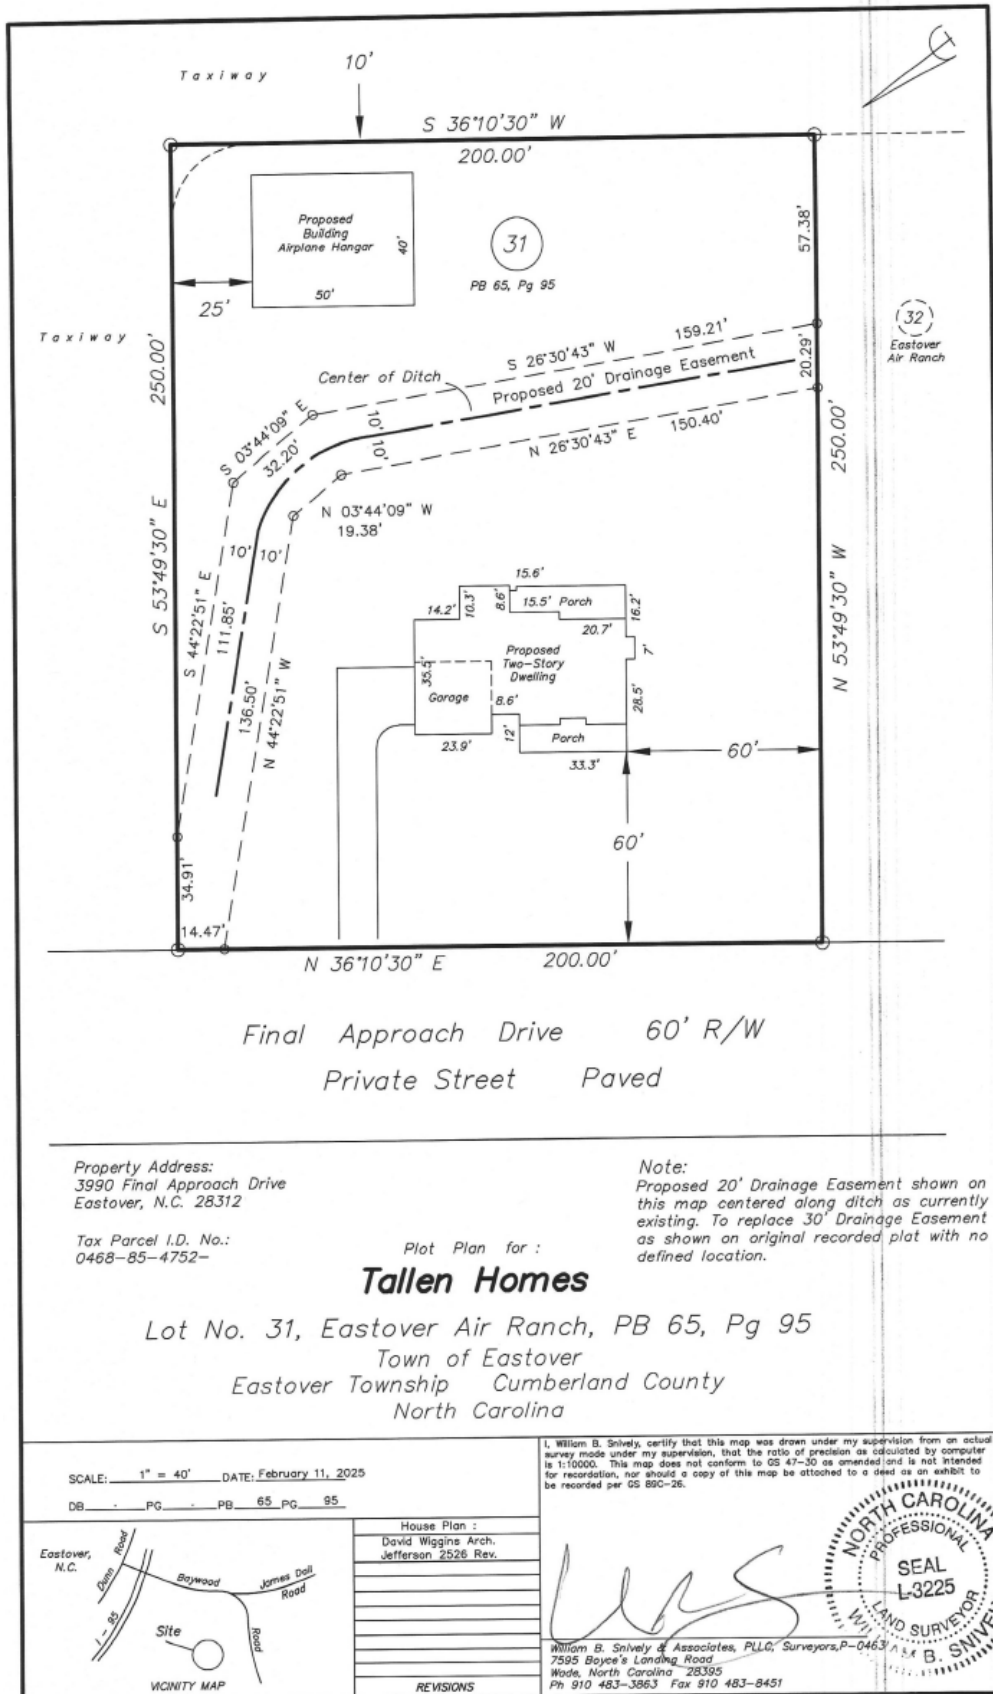 Taxiway
10'
S 36°10'30" W
200.00'
Proposed
Building
Airplane Hangar
40'
50'
31
PB 65, Pg 95
57.38'
25'
Taxiway
32
Eastover
Air Ranch
250.00'
S 53°49'30" E
S 26°30'43" W
159.21'
20.29'
Center of Ditch
Proposed 20' Drainage Easement
N 26°30'43" E
150.40'
S 03°44'09" E
32.20'
10'
10'
N 03°44'09" W
19.38'
250.00'
N 53°49'30" W
10'
10'
S 44°22'51" E
111.85'
136.50'
N 44°22'51" W
15.6'
14.2'
10.3'
8.6'
15.5' Porch
16.2'
20.7'
7'
Proposed
Two-Story
Dwelling
35.5'
Garage
8.6'
28.5'
23.9'
12'
Porch
33.3'
60'
60'
34.91'
14.47'
N 36°10'30" E
200.00'
Final Approach Drive 60' R/W
Private Street Paved
Property Address:
3990 Final Approach Drive
Eastover, N.C. 28312
Tax Parcel I.D. No.:
0468-85-4752-
Note:
Proposed 20' Drainage Easement shown on
this map centered along ditch as currently
existing. To replace 30' Drainage Easement
as shown on original recorded plat with no
defined location.
Plot Plan for :
Tallen Homes
Lot No. 31, Eastover Air Ranch, PB 65, Pg 95
Town of Eastover
Eastover Township Cumberland County
North Carolina
SCALE: 1" = 40' DATE: February 11, 2025
DB - PG - PB 65 PG 95
I, William B. Snively, certify that this map was drawn under my supervision from an actual
survey made under my supervision, that the ratio of precision as calculated by computer
is 1:10000. This map does not conform to GS 47-30 as amended and is not intended
for recordation, nor should a copy of this map be attached to a deed as an exhibit to
be recorded per GS 89C-26.
Eastover,
N.C.
Dunn Road
I-95
Baywood
James Dail
Road
Road
Site
VICINITY MAP
House Plan :
David Wiggins Arch.
Jefferson 2526 Rev.
REVISIONS
NORTH CAROLINA
PROFESSIONAL
SEAL
L-3225
LAND SURVEYOR
WILLIAM B. SNIVELY
William B. Snively & Associates, PLLC, Surveyors, P-0463
7595 Boyce's Landing Road
Wade, North Carolina 28395
Ph 910 483-3863 Fax 910 483-8451